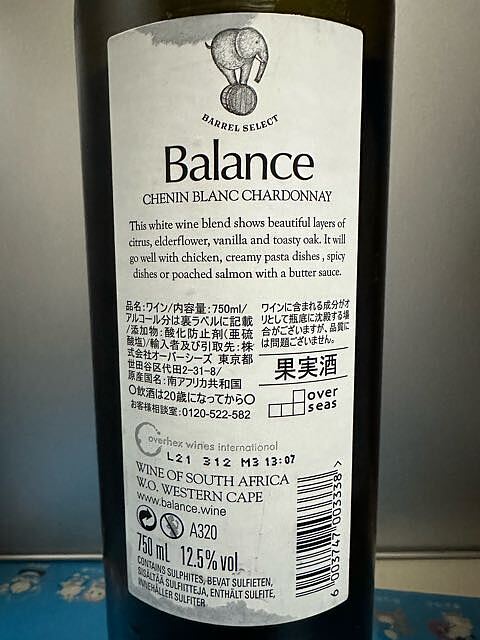 BARREL SELECT
Balance
CHENIN BLANC CHARDONNAY
This white wine blend shows beautiful layers of
citrus, elderflower, vanilla and toasty oak. It will
go well with chicken, creamy pasta dishes , spicy
dishes or poached salmon with a butter sauce.
品名:ワイン/内容量:750ml/
アルコール分は裏ラベルに記載
/添加物:酸化防止剤(亜硫
酸塩)/輸入者及び引取先:株
式会社オーバーシーズ 東京都
世田谷区代田2-31-8/
原産国名:南アフリカ共和国
〇飲酒は20歳になってから〇
お客様相談室:0120-522-582
ワインに含まれる成分がオ
リとして瓶底に沈殿する場
合がございますが、品質に
は問題ございません。
果実酒
over
seas
overhex wines international
L21 312 M3 13:07
WINE OF SOUTH AFRICA
W.O. WESTERN CAPE
www.balance.wine
A320
750 mL 12.5% vol
CONTAINS SULPHITES, BEVAT SULFIETEN,
SISÄLTÄÄ SULFIITTEJA, ENTHÄLT SULFITE,
INNEHÅLLER SULFITER
6 003747 003338 >